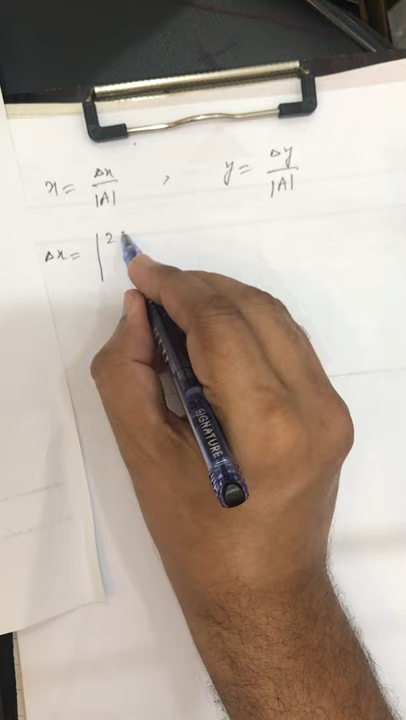 x = Δx / |A| , y = Δy / |A|
Δx = | 2
SIGNATURE